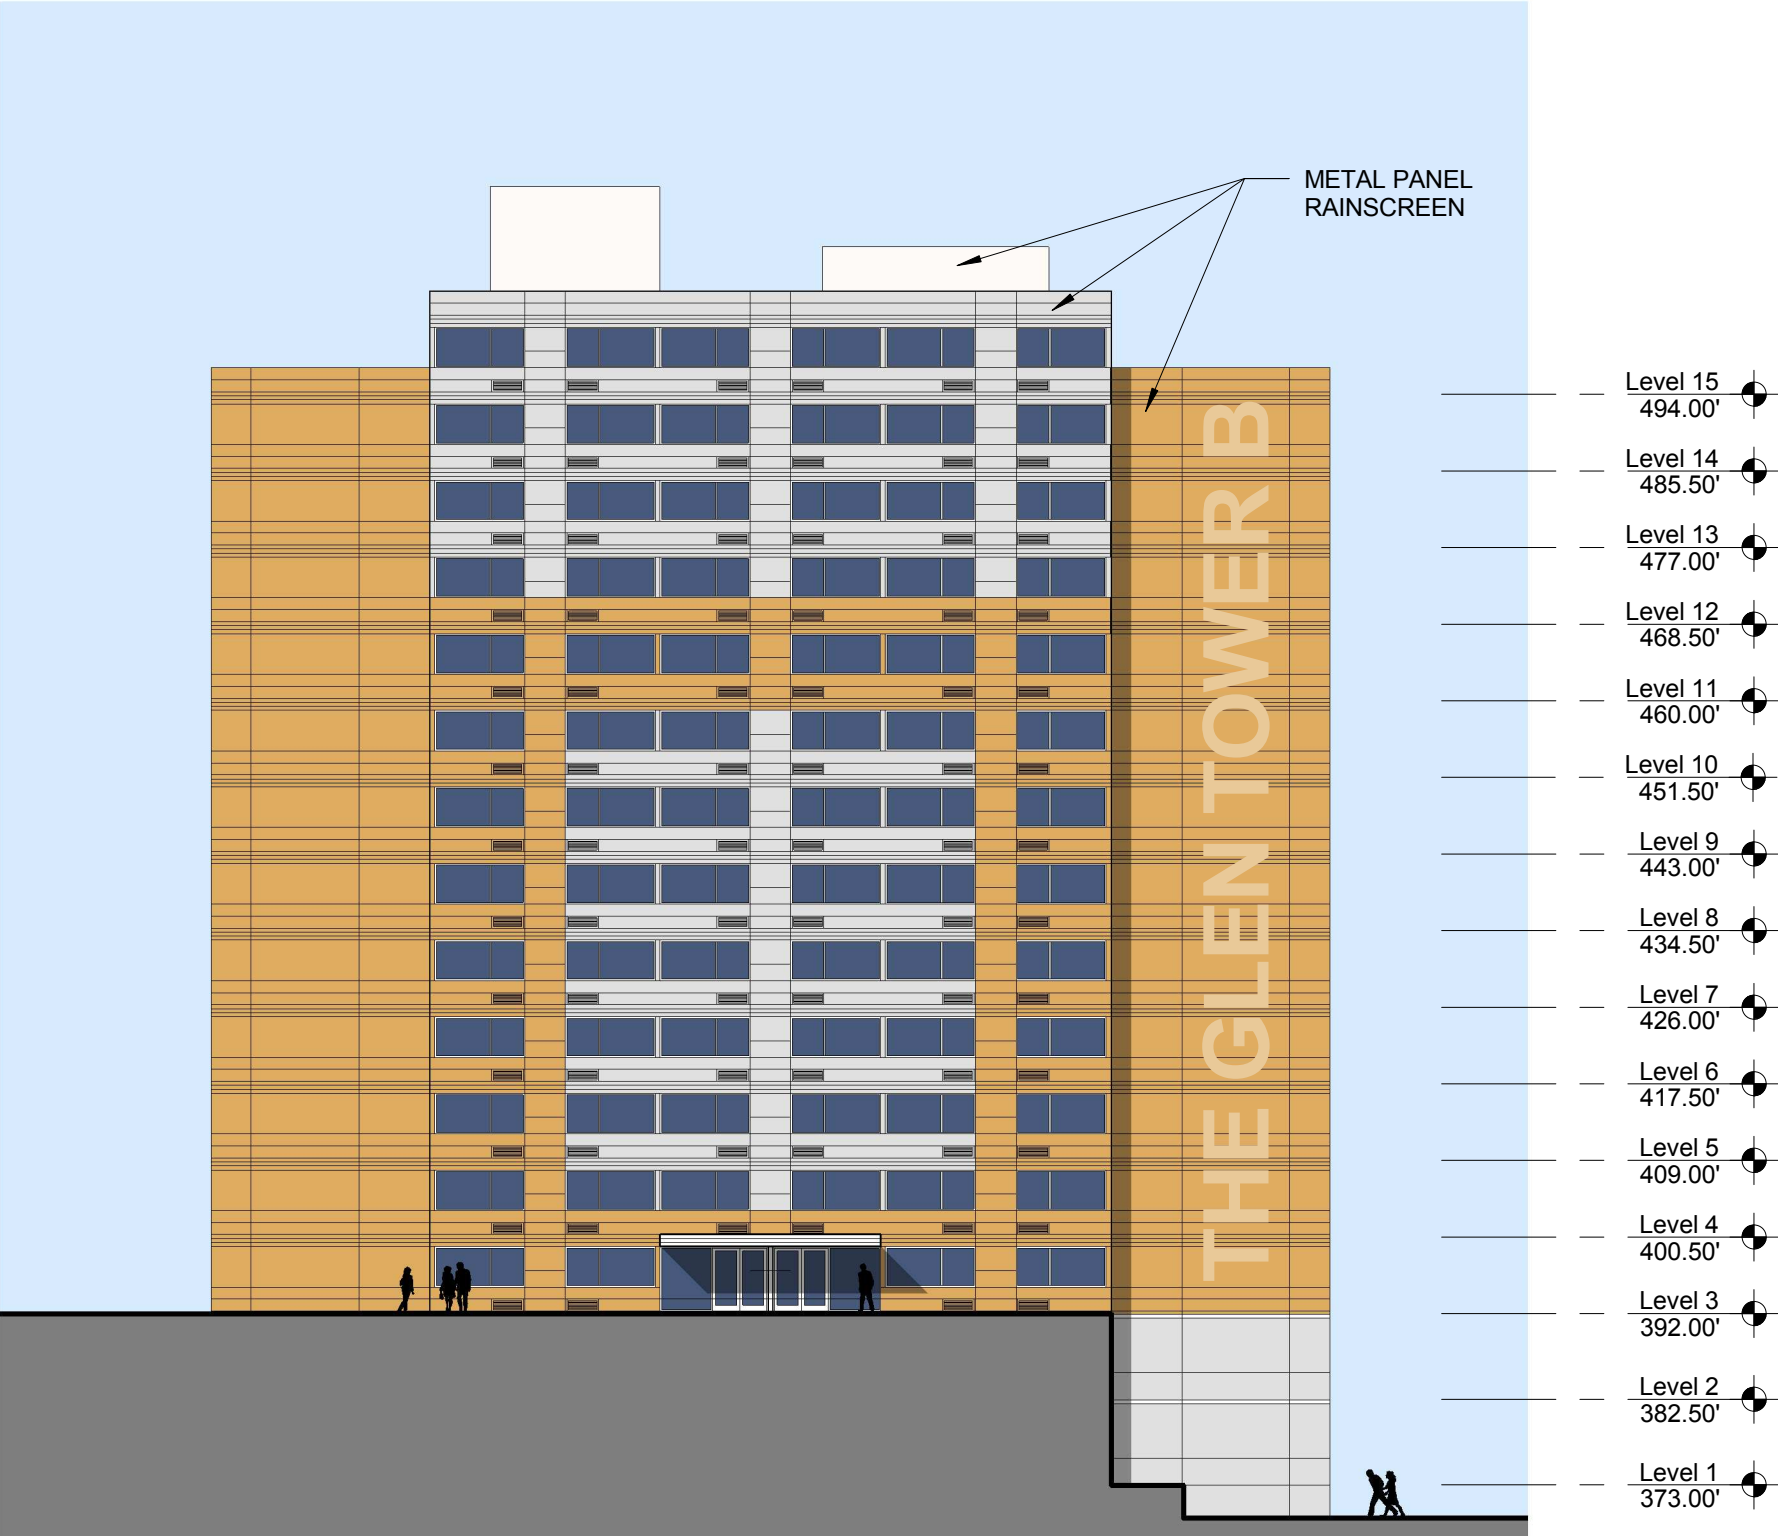 METAL PANEL
RAINSCREEN
THE GLEN TOWER B
Level 15
494.00'
Level 14
485.50'
Level 13
477.00'
Level 12
468.50'
Level 11
460.00'
Level 10
451.50'
Level 9
443.00'
Level 8
434.50'
Level 7
426.00'
Level 6
417.50'
Level 5
409.00'
Level 4
400.50'
Level 3
392.00'
Level 2
382.50'
Level 1
373.00'